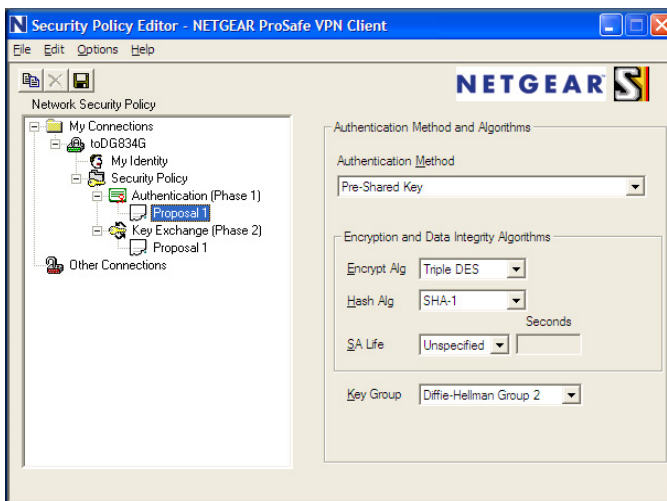 N Security Policy Editor - NETGEAR ProSafe VPN Client
File Edit Options Help
NETGEAR S
Network Security Policy
My Connections
toDG834G
My Identity
Security Policy
Authentication (Phase 1)
Proposal 1
Key Exchange (Phase 2)
Proposal 1
Other Connections
Authentication Method and Algorithms
Authentication Method
Pre-Shared Key
Encryption and Data Integrity Algorithms
Encrypt Alg Triple DES
Hash Alg SHA-1
Seconds
SA Life Unspecified
Key Group Diffie-Hellman Group 2